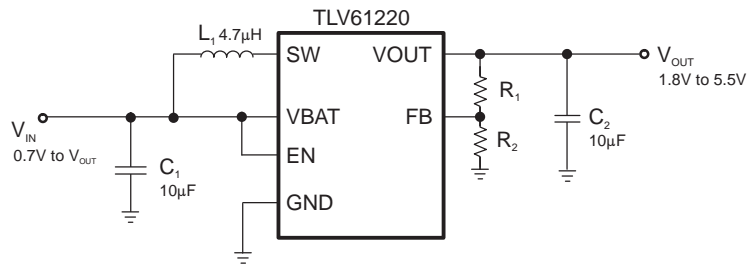 TLV61220
L1 4.7μH
SW
VOUT
VOUT
1.8V to 5.5V
R1
VBAT
FB
C2
10μF
VIN
0.7V to VOUT
R2
EN
C1
10μF
GND